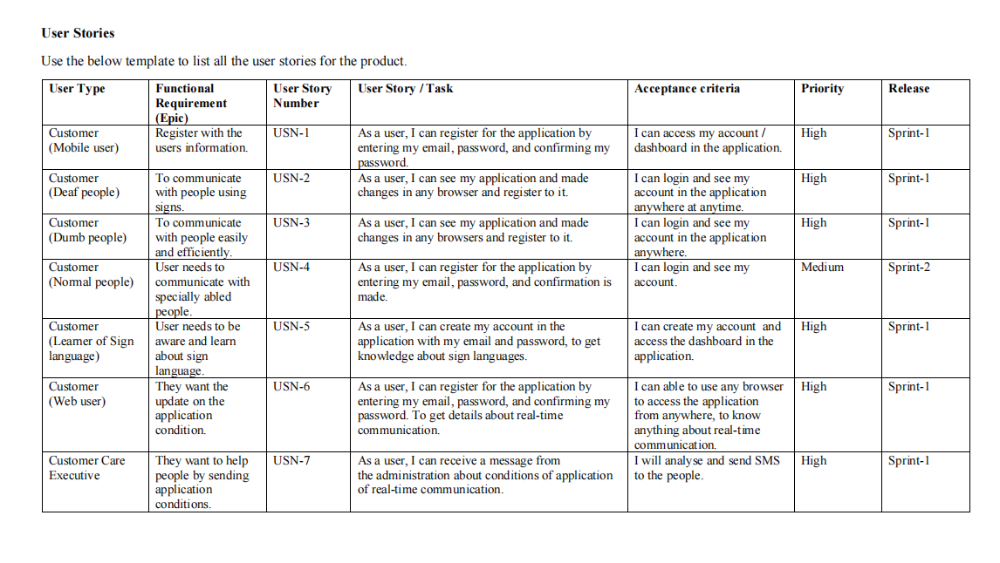 User Stories
Use the below template to list all the user stories for the product.
User Type
Functional
Requirement
(Epic)
User Story
Number
User Story / Task
Acceptance criteria
Priority
Release
Customer
(Mobile user)
Register with the
users information.
USN-1
As a user, I can register for the application by
entering my email, password, and confirming my
password.
I can access my account /
dashboard in the application.
High
Sprint-1
Customer
(Deaf people)
To communicate
with people using
signs.
USN-2
As a user, I can see my application and made
changes in any browser and register to it.
I can login and see my
account in the application
anywhere at anytime.
High
Sprint-1
Customer
(Dumb people)
To communicate
with people easily
and efficiently.
USN-3
As a user, I can see my application and made
changes in any browsers and register to it.
I can login and see my
account in the application
anywhere.
High
Sprint-1
Customer
(Normal people)
User needs to
communicate with
specially abled
people.
USN-4
As a user, I can register for the application by
entering my email, password, and confirmation is
made.
I can login and see my
account.
Medium
Sprint-2
Customer
(Learner of Sign
language)
User needs to be
aware and learn
about sign
language.
USN-5
As a user, I can create my account in the
application with my email and password, to get
knowledge about sign languages.
I can create my account and
access the dashboard in the
application.
High
Sprint-1
Customer
(Web user)
They want the
update on the
application
condition.
USN-6
As a user, I can register for the application by
entering my email, password, and confirming my
password. To get details about real-time
communication.
I can able to use any browser
to access the application
from anywhere, to know
anything about real-time
communication.
High
Sprint-1
Customer Care
Executive
They want to help
people by sending
application
conditions.
USN-7
As a user, I can receive a message from
the administration about conditions of application
of real-time communication.
I will analyse and send SMS
to the people.
High
Sprint-1